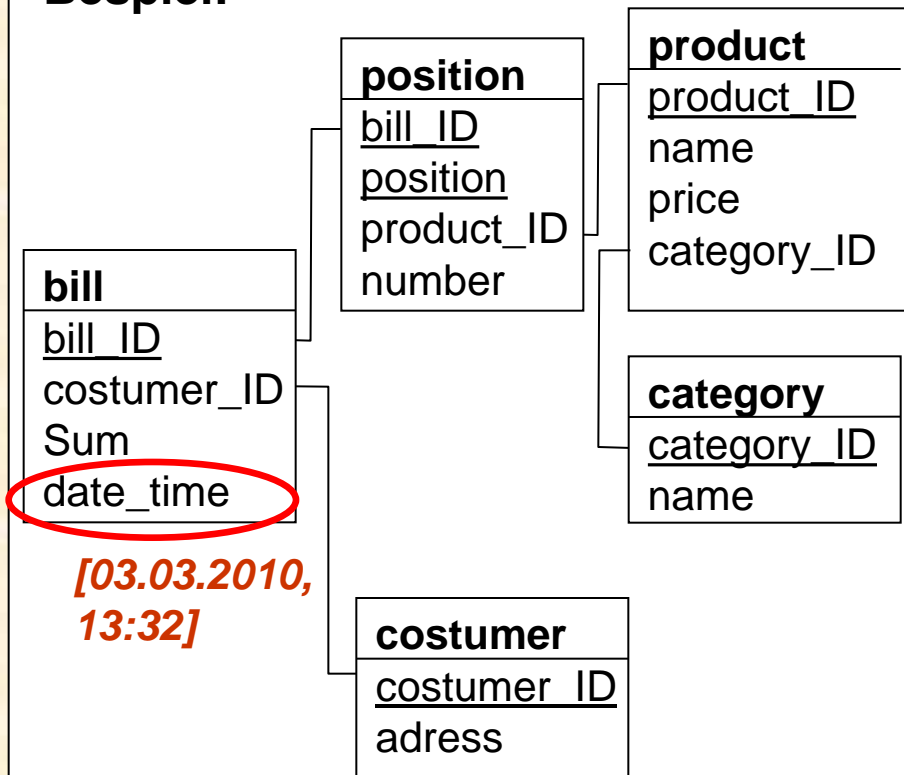 position
bill_ID
position
product_ID
number
product
product_ID
name
price
category_ID
bill
bill_ID
costumer_ID
Sum
date_time
[03.03.2010,
13:32]
category
category_ID
name
costumer
costumer_ID
adress